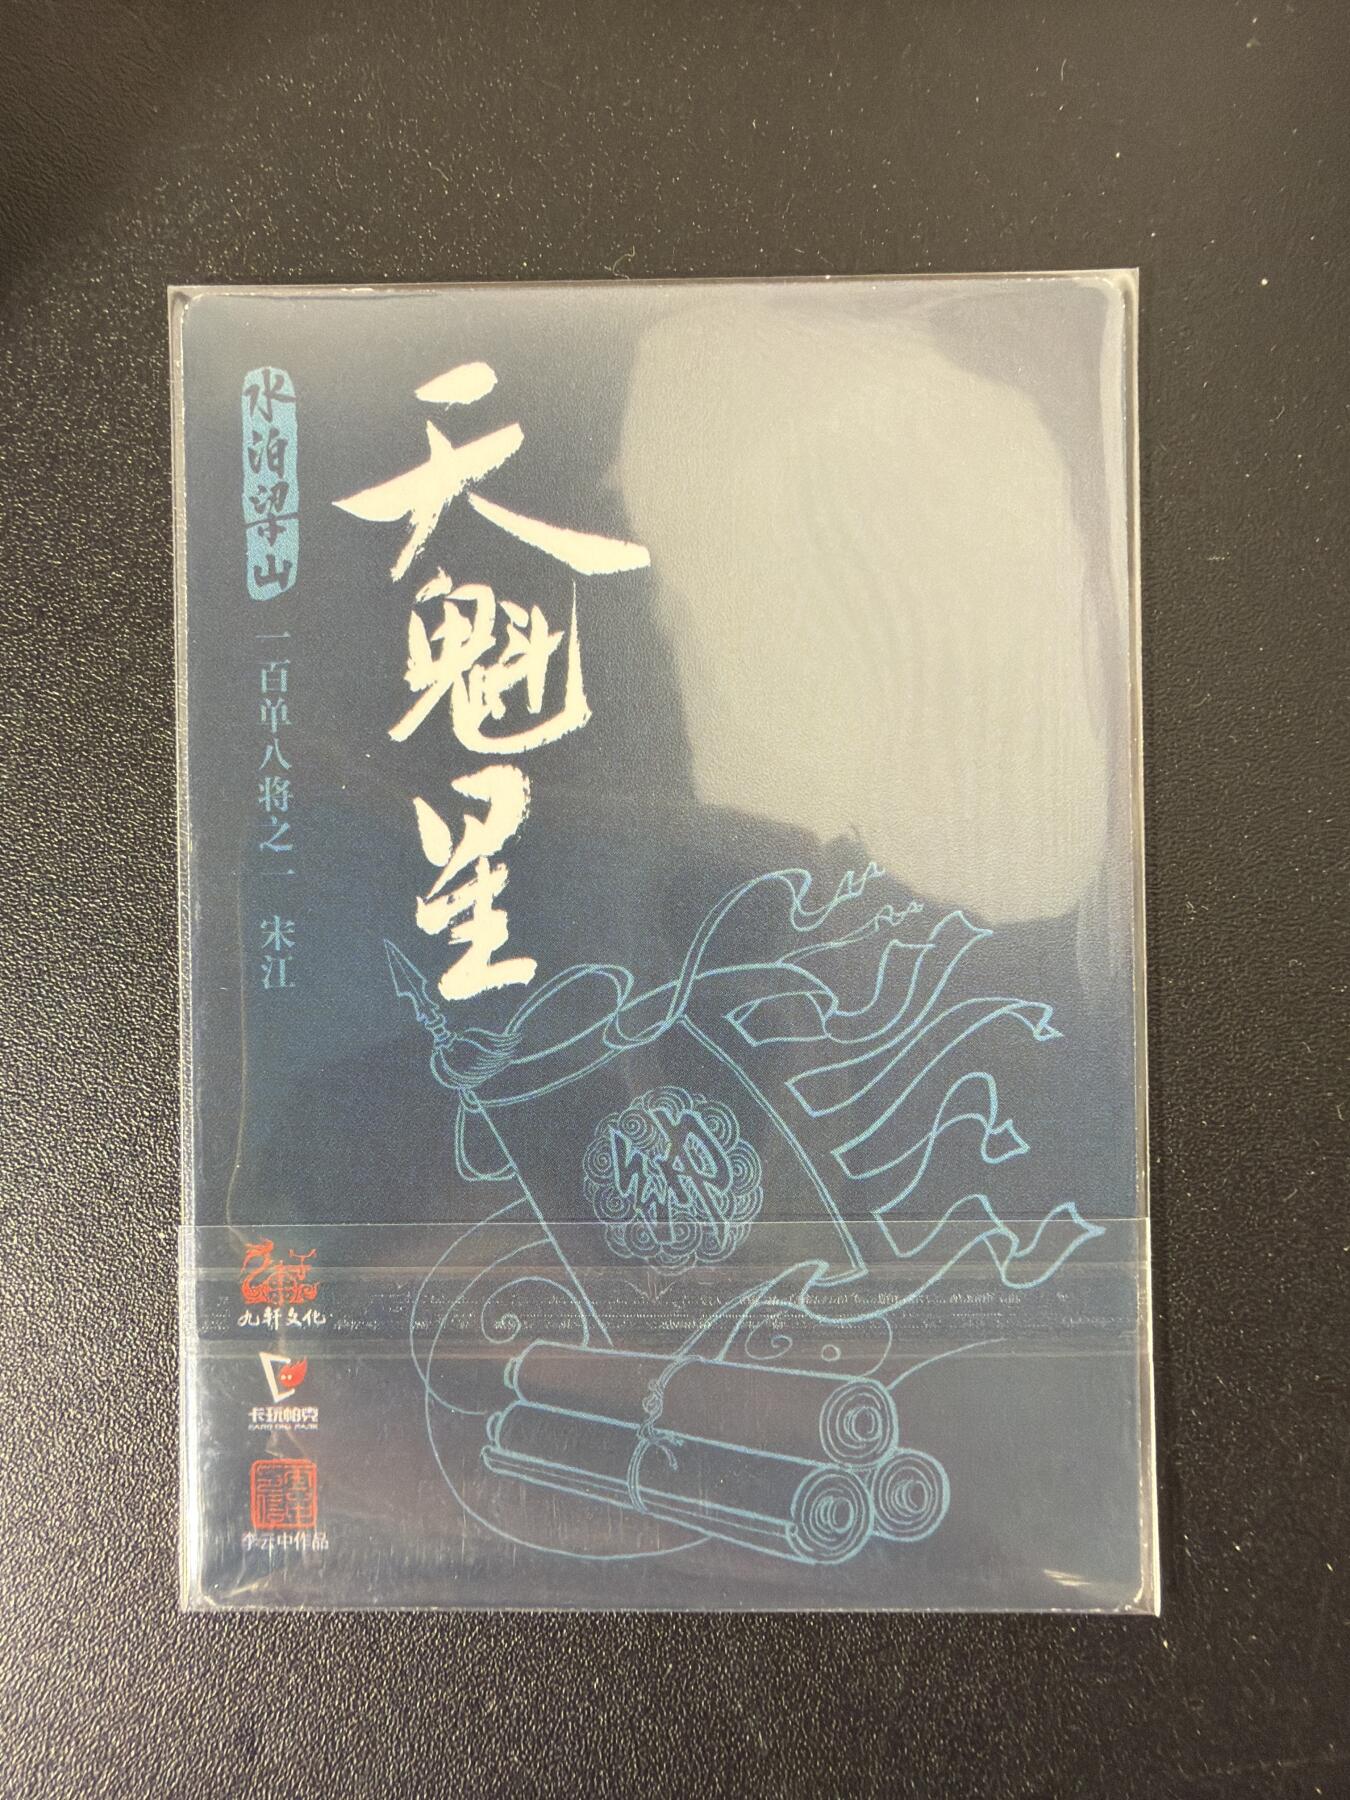 水泊梁山
一百单八将之一 宋江
天魁星
九轩文化
卡玩帕克
李云中作品